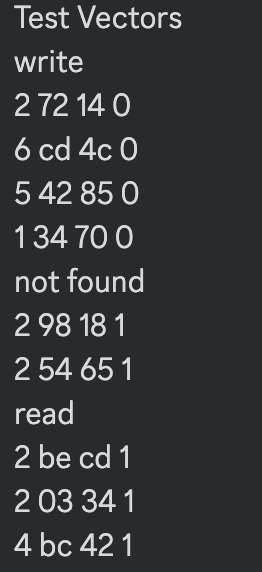 Test Vectors
write
2 72 14 0
6 cd 4c 0
5 42 85 0
1 34 70 0
not found
2 98 18 1
2 54 65 1
read
2 be cd 1
2 03 34 1
4 bc 42 1